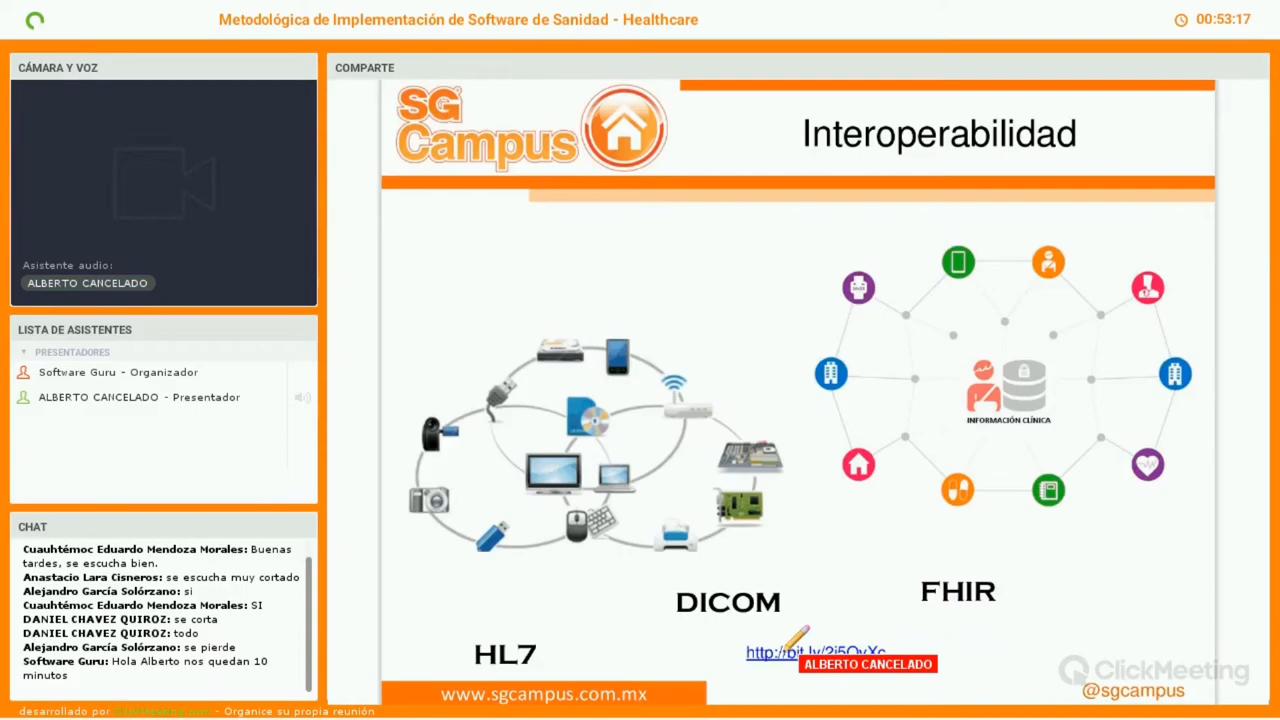 Metodológica de Implementación de Software de Sanidad - Healthcare
00:53:17
CÁMARA Y VOZ
Asistente audio:
ALBERTO CANCELADO
LISTA DE ASISTENTES
PRESENTADORES
Software Guru - Organizador
ALBERTO CANCELADO - Presentador
CHAT
Cuauhtémoc Eduardo Mendoza Morales: Buenas
tardes, se escucha bien.
Anastacio Lara Cisneros: se escucha muy cortado
Alejandro García Solórzano: si
Cuauhtémoc Eduardo Mendoza Morales: SI
DANIEL CHAVEZ QUIROZ: se corta
DANIEL CHAVEZ QUIROZ: todo
Alejandro García Solórzano: se pierde
Software Guru: Hola Alberto nos quedan 10
minutos
COMPARTE
SG
Campus
Interoperabilidad
INFORMACIÓN CLÍNICA
FHIR
DICOM
HL7
ALBERTO CANCELADO
www.sgcampus.com.mx
ClickMeeting
@sgcampus
desarrollado por ClickMeeting.com - Organice su propia reunión